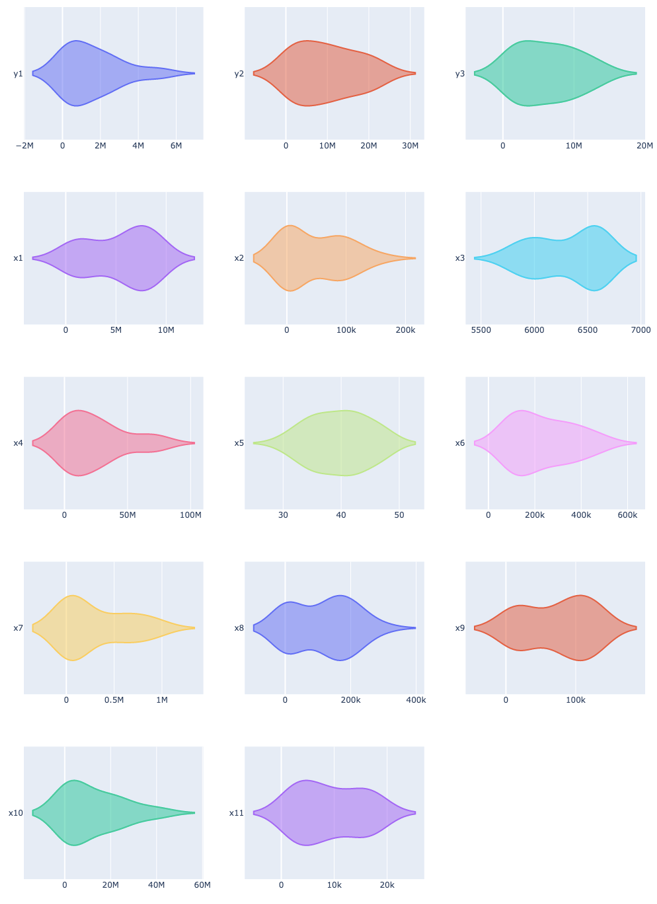 y1
y2
y3
−2M 0 2M 4M 6M
0 10M 20M 30M
0 10M 20M
x1
x2
x3
0 5M 10M
0 100k 200k
5500 6000 6500 7000
x4
x5
x6
0 50M 100M
30 40 50
0 200k 400k 600k
x7
x8
x9
0 0.5M 1M
0 200k 400k
0 100k
x10
x11
0 20M 40M 60M
0 10k 20k